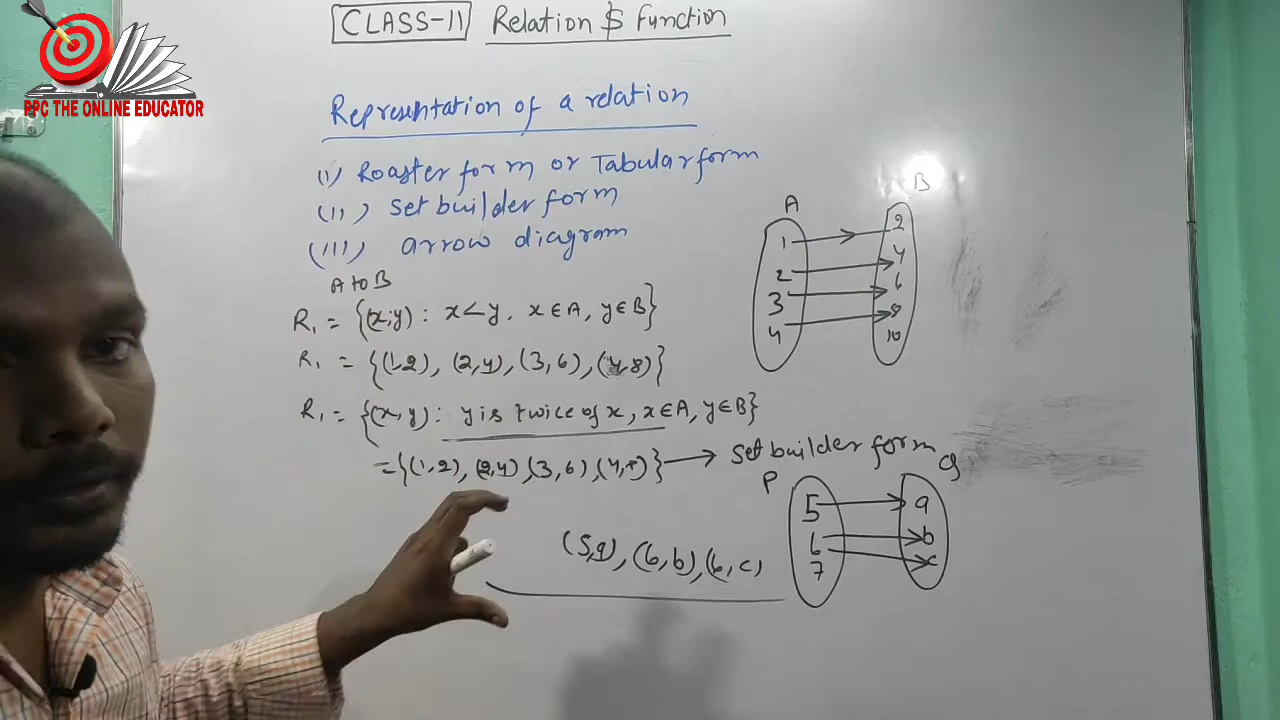 CLASS-11 Relation & Function
PPC THE ONLINE EDUCATOR
Representation of a relation
(i) Roaster form or Tabular form
(ii) Set builder form
(iii) arrow diagram
A to B
R₁ = {(x,y) : x<y, x∈A, y∈B}
R₁ = {(1,2), (2,4), (3,6), (4,8)}
R₁ = {(x,y) : y is twice of x, x∈A, y∈B}
={(1,2), (2,4), (3,6), (4,8)} → Set builder form
(5,a), (6,b), (6,c)
A B
1 2
2 4
3 6
4 8
10
P Q
5 a
6 b
7 c